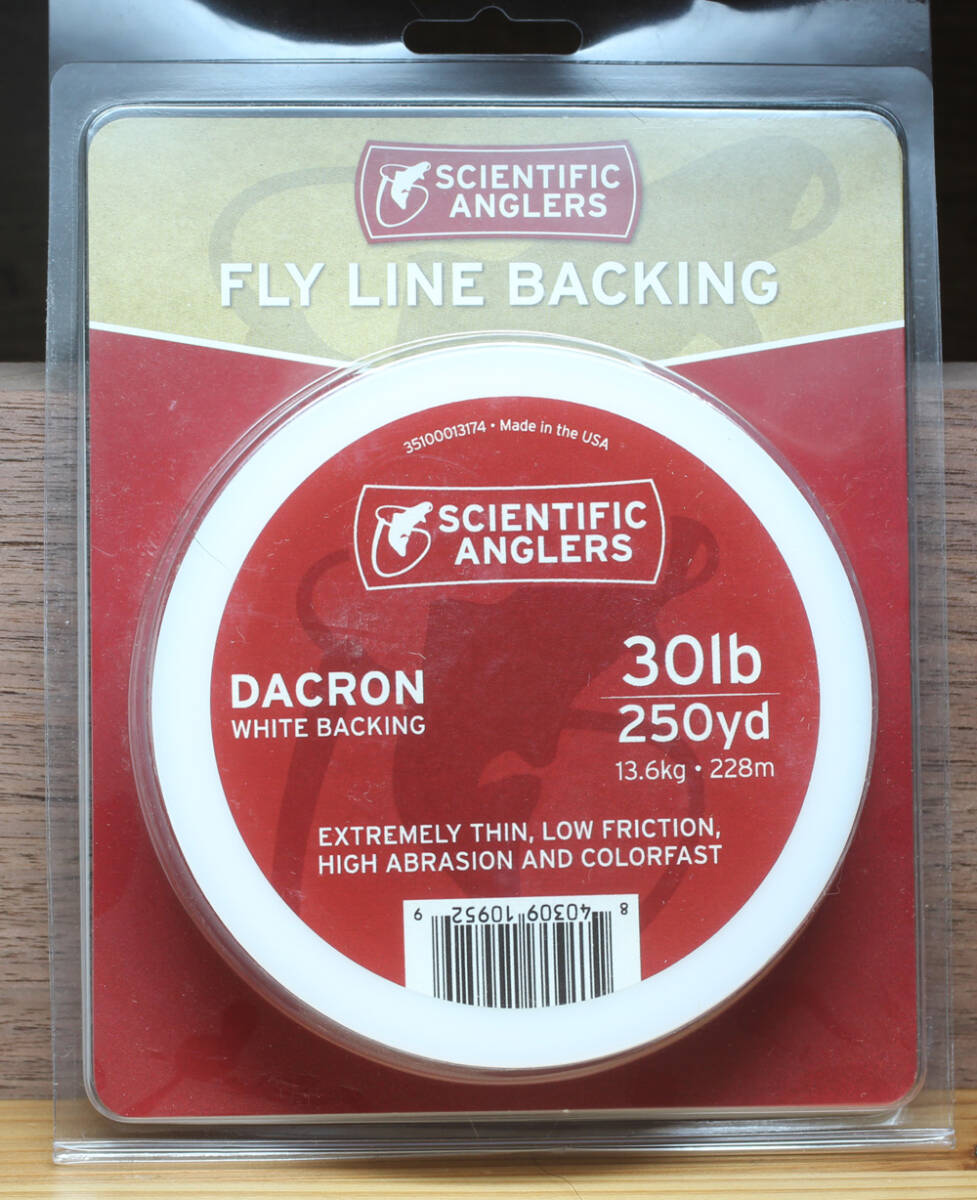 SCIENTIFIC
ANGLERS
FLY LINE BACKING
35100013174 • Made in the USA
SCIENTIFIC
ANGLERS
DACRON
WHITE BACKING
30lb
250yd
13.6kg • 228m
EXTREMELY THIN, LOW FRICTION,
HIGH ABRASION AND COLORFAST
8 40309 10952 9